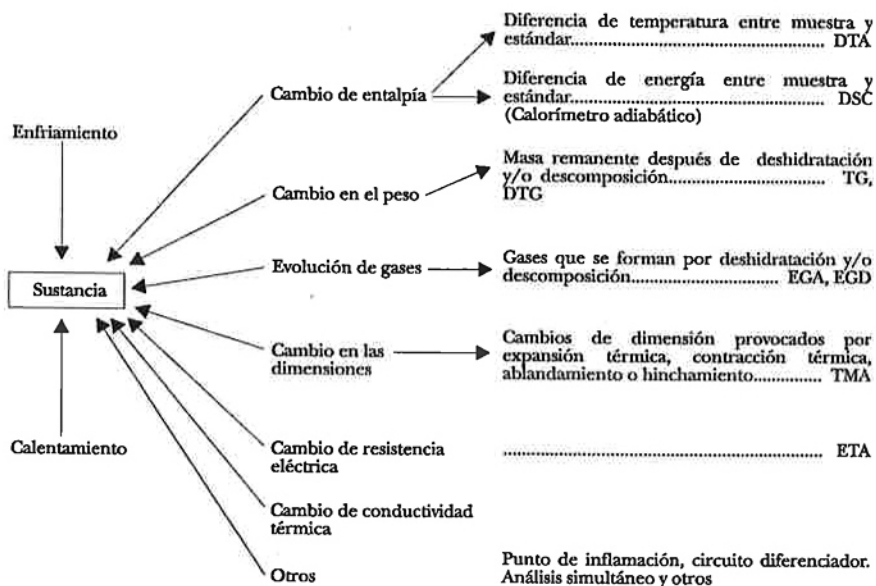 Diferencia de temperatura entre muestra y
estándar............................................................ DTA
Cambio de entalpía
Diferencia de energía entre muestra y
estándar............................................................ DSC
(Calorímetro adiabático)
Enfriamiento
Cambio en el peso
Masa remanente después de deshidratación
y/o descomposición..................................... TG,
DTG
Evolución de gases
Gases que se forman por deshidratación y/o
descomposición................................. EGA, EGD
Sustancia
Cambio en las
dimensiones
Cambios de dimensión provocados por
expansión térmica, contracción térmica,
ablandamiento o hinchamiento................ TMA
Calentamiento
Cambio de resistencia
eléctrica
............................................................................. ETA
Cambio de conductividad
térmica
Otros
Punto de inflamación, circuito diferenciador.
Análisis simultáneo y otros